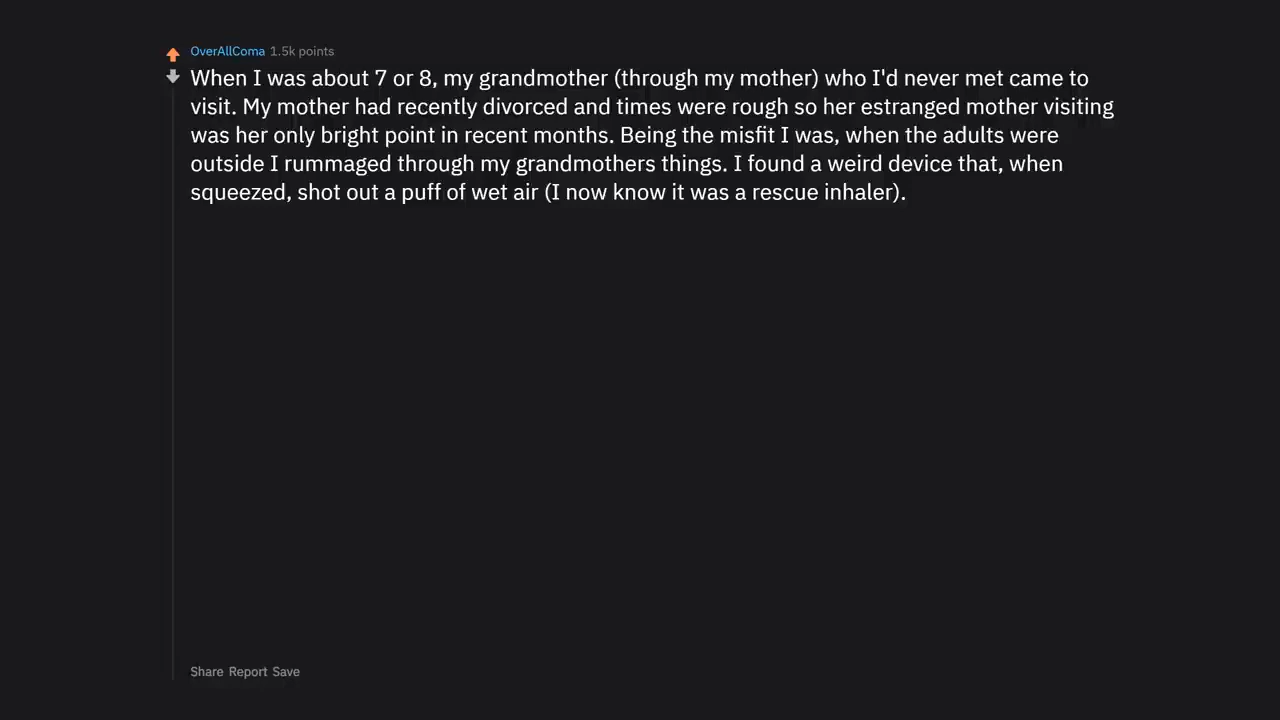 OverAllComa 1.5k points
When I was about 7 or 8, my grandmother (through my mother) who I'd never met came to
visit. My mother had recently divorced and times were rough so her estranged mother visiting
was her only bright point in recent months. Being the misfit I was, when the adults were
outside I rummaged through my grandmothers things. I found a weird device that, when
squeezed, shot out a puff of wet air (I now know it was a rescue inhaler).
Share Report Save